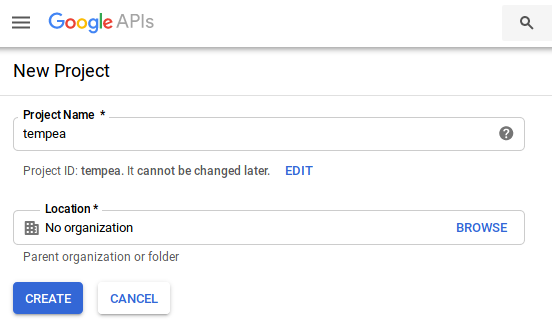 Google APIs
New Project
Project Name *
tempea
Project ID: tempea. It cannot be changed later. EDIT
Location *
No organization BROWSE
Parent organization or folder
CREATE CANCEL